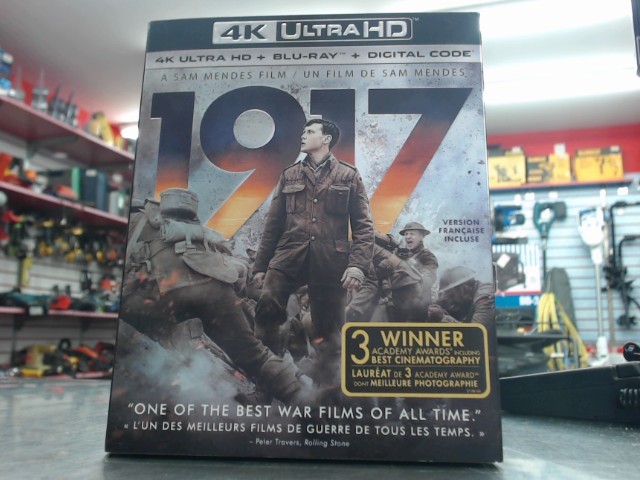 4K ULTRA HD
4K ULTRA HD + BLU-RAY™ + DIGITAL CODE
A SAM MENDES FILM / UN FILM DE SAM MENDES
1917
VERSION
FRANÇAISE
INCLUSE
3 WINNER
ACADEMY AWARDS® INCLUDING
BEST CINEMATOGRAPHY
LAURÉAT DE 3 ACADEMY AWARD
DONT MEILLEURE PHOTOGRAPHIE
“ONE OF THE BEST WAR FILMS OF ALL TIME.”
« L'UN DES MEILLEURS FILMS DE GUERRE DE TOUS LES TEMPS. »
– Peter Travers, Rolling Stone